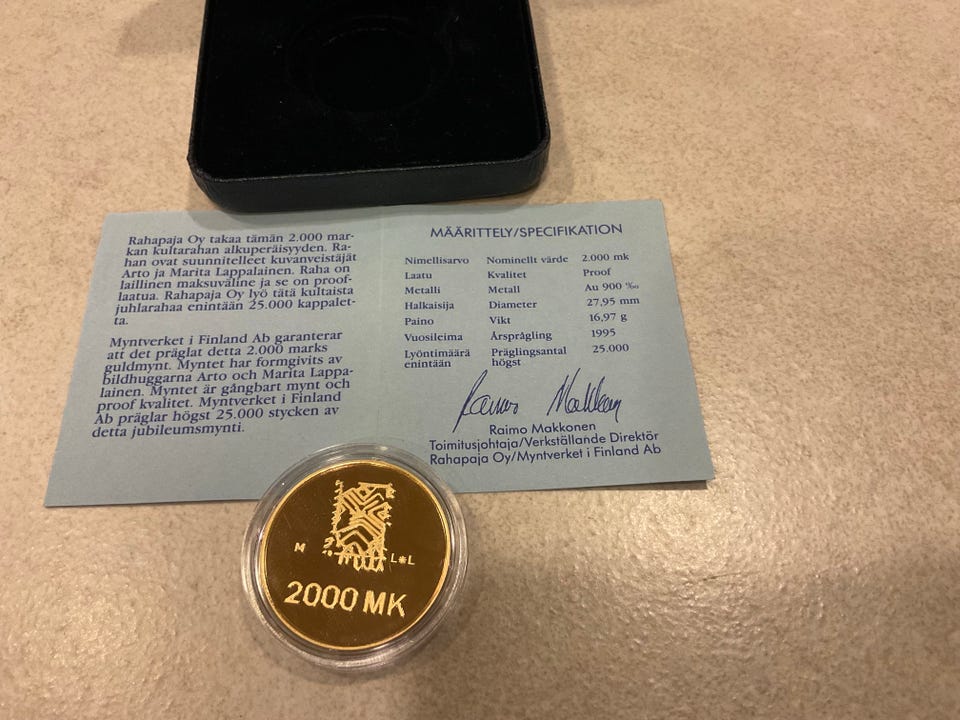 Rahapaja Oy takaa tämän 2.000 mar-
kan kultarahan alkuperäisyyden. Ra-
han ovat suunnitelleet kuvanveistäjät
Arto ja Marita Lappalainen. Raha on
laillinen maksuväline ja se on proof-
laatua. Rahapaja Oy lyö tätä kultaista
juhlarahaa enintään 25.000 kappalet-
ta.
Myntverket i Finland Ab garanterar
att det präglat detta 2.000 marks
guldmynt. Myntet har formgivits av
bildhuggarna Arto och Marita Lappa-
lainen. Myntet är gångbart mynt och
proof kvalitet. Myntverket i Finland
Ab präglar högst 25.000 stycken av
detta jubileumsmynti.
MÄÄRITTELY/SPECIFIKATION
Nimellisarvo Nominellt värde 2.000 mk
Laatu Kvalitet Proof
Metalli Metall Au 900 ‰
Halkaisija Diameter 27,95 mm
Paino Vikt 16,97 g
Vuosileima Årsprägling 1995
Lyöntimäärä Präglingsantal 25.000
enintään högst
Raimo Makkonen
Raimo Makkonen
Toimitusjohtaja/Verkställande Direktör
Rahapaja Oy/Myntverket i Finland Ab
M L*L
2000 MK